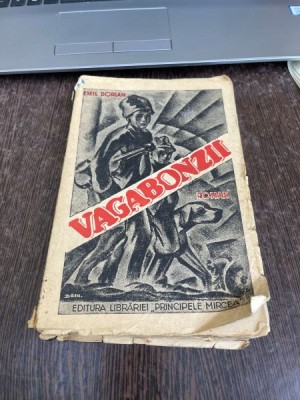 EMIL DORIAN
VAGABONZII
ROMAN
EDITURA LIBRĂRIEI „PRINCIPELE MIRCEA"